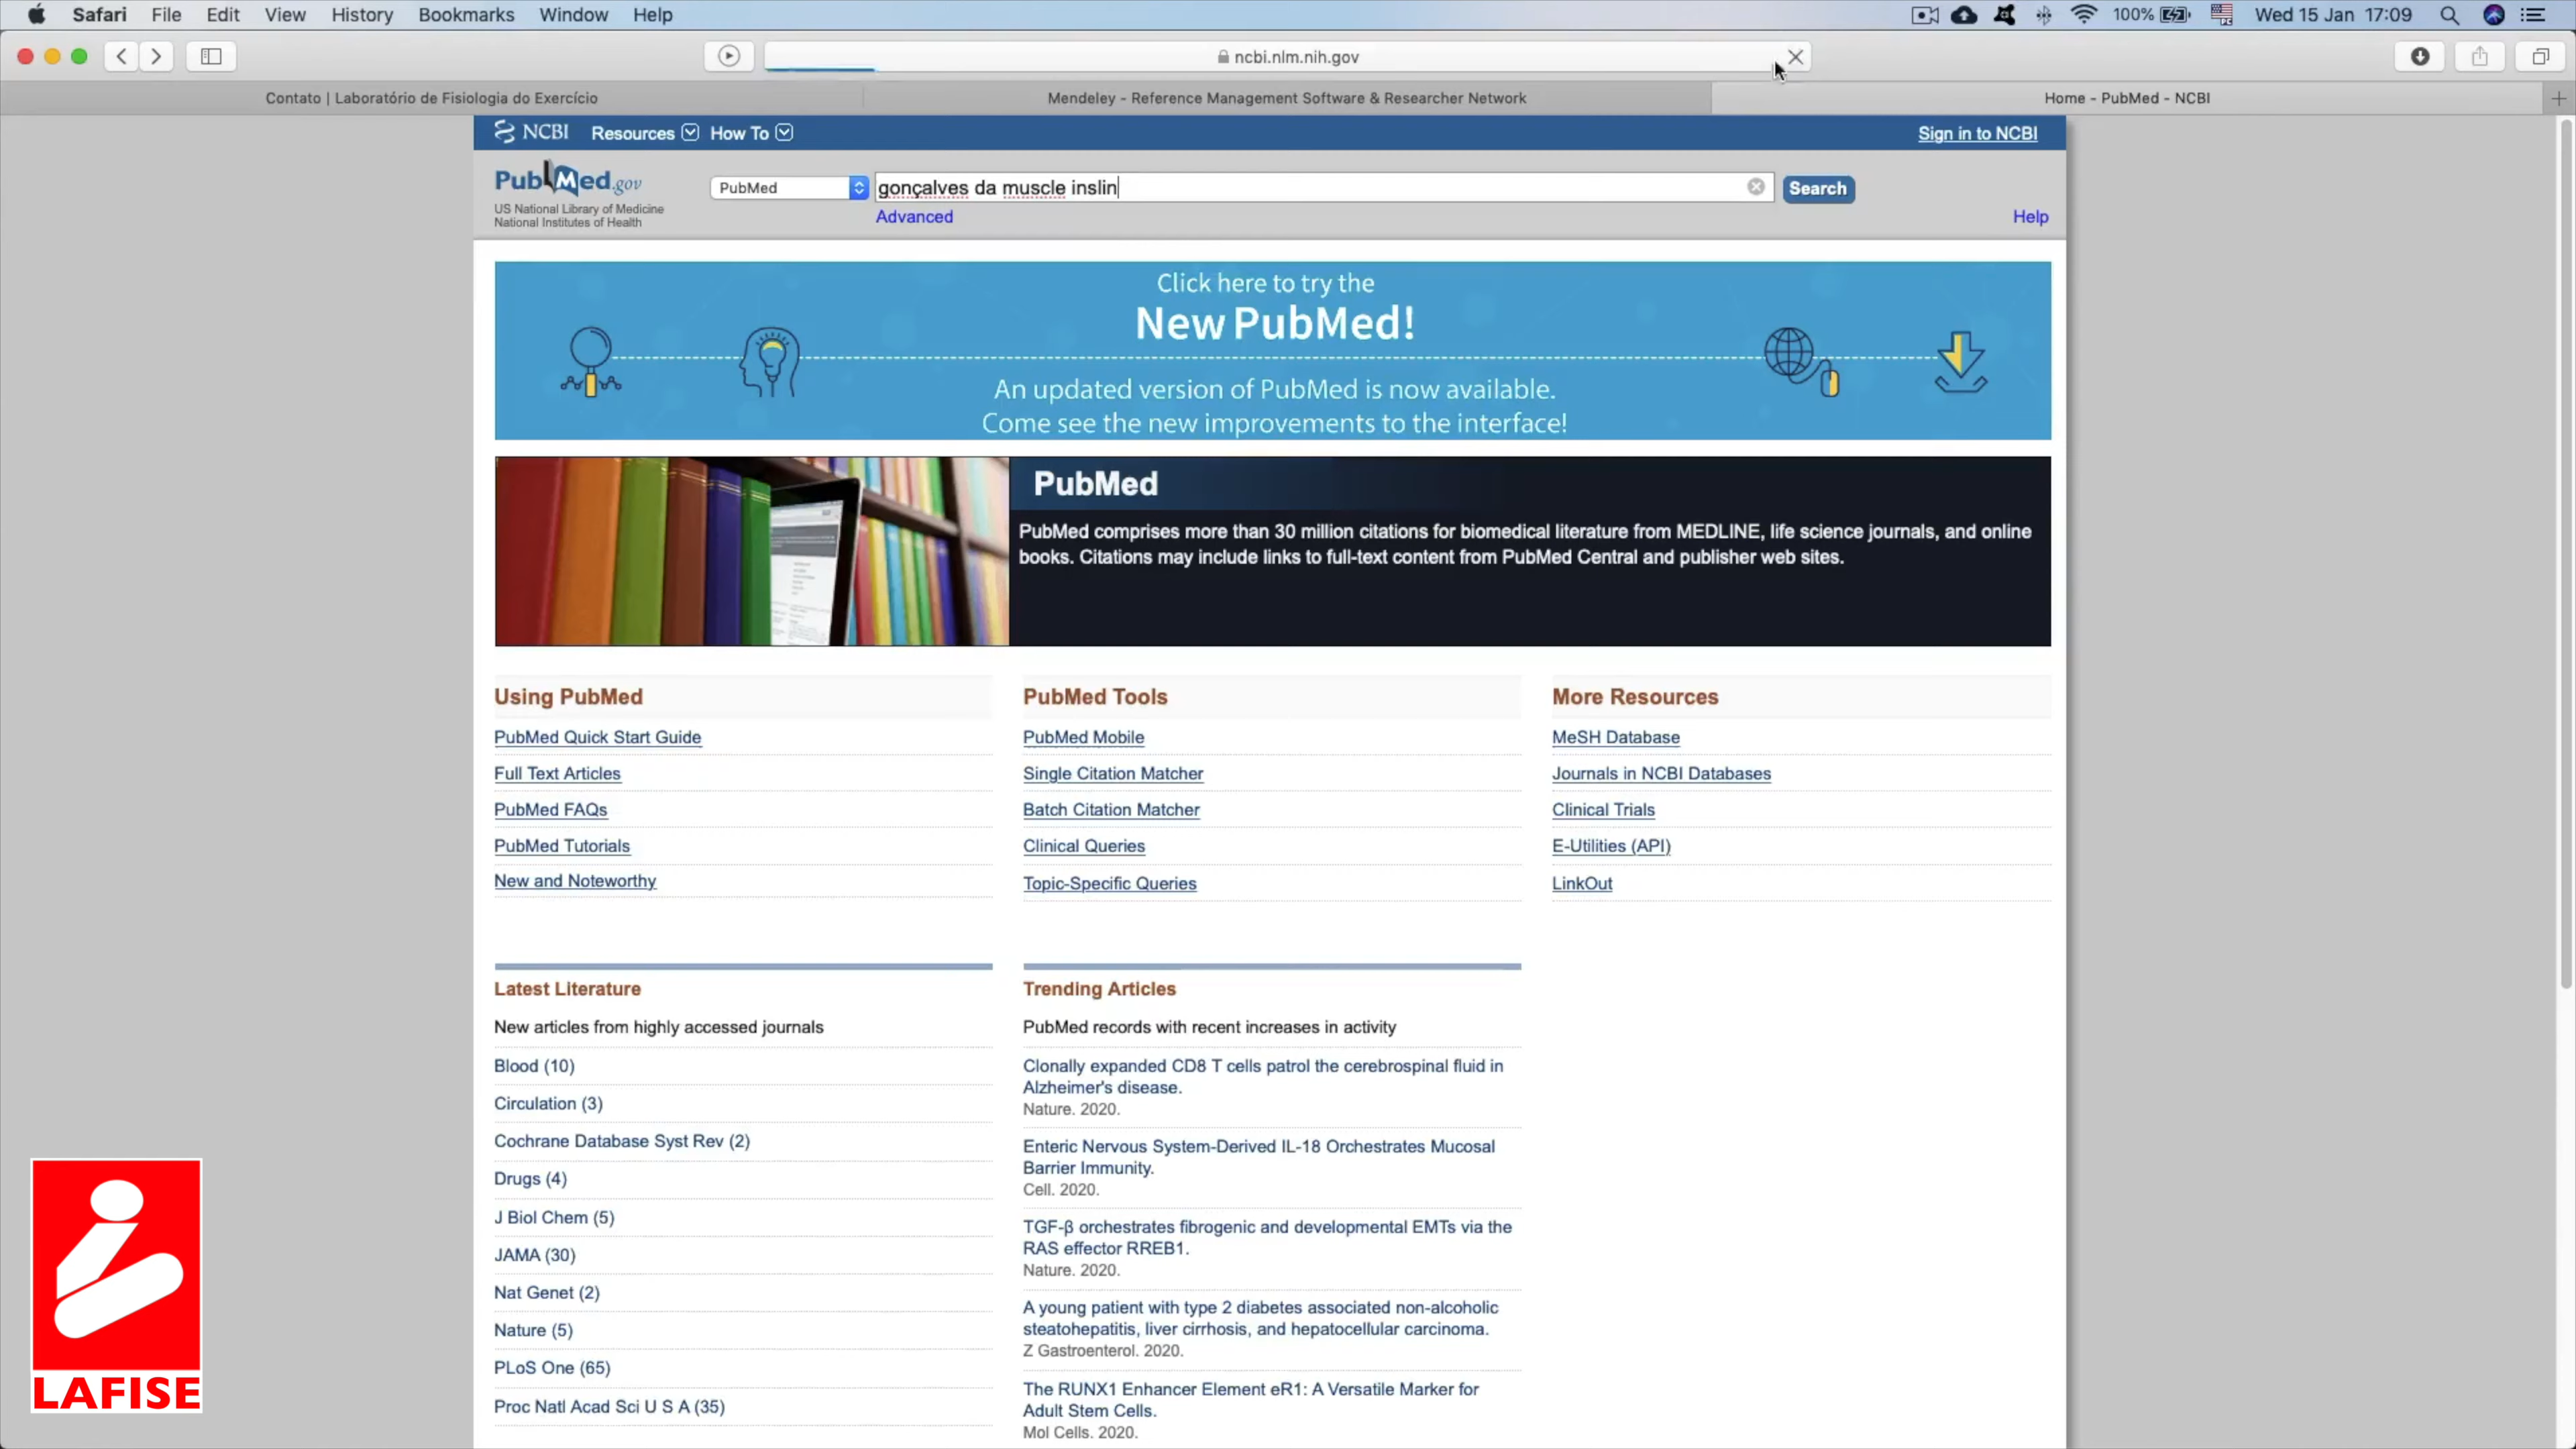 Safari File Edit View History Bookmarks Window Help
100% Wed 15 Jan 17:09
ncbi.nlm.nih.gov
Contato | Laboratório de Fisiologia do Exercício
Mendeley - Reference Management Software & Researcher Network
Home - PubMed - NCBI
NCBI Resources How To
Sign in to NCBI
PubMed.gov
US National Library of Medicine
National Institutes of Health
PubMed
gonçalves da muscle inslin
Search
Advanced
Help
Click here to try the
New PubMed!
An updated version of PubMed is now available.
Come see the new improvements to the interface!
PubMed
PubMed comprises more than 30 million citations for biomedical literature from MEDLINE, life science journals, and online
books. Citations may include links to full-text content from PubMed Central and publisher web sites.
Using PubMed
PubMed Quick Start Guide
Full Text Articles
PubMed FAQs
PubMed Tutorials
New and Noteworthy
PubMed Tools
PubMed Mobile
Single Citation Matcher
Batch Citation Matcher
Clinical Queries
Topic-Specific Queries
More Resources
MeSH Database
Journals in NCBI Databases
Clinical Trials
E-Utilities (API)
LinkOut
Latest Literature
New articles from highly accessed journals
Blood (10)
Circulation (3)
Cochrane Database Syst Rev (2)
Drugs (4)
J Biol Chem (5)
JAMA (30)
Nat Genet (2)
Nature (5)
PLoS One (65)
Proc Natl Acad Sci U S A (35)
Trending Articles
PubMed records with recent increases in activity
Clonally expanded CD8 T cells patrol the cerebrospinal fluid in
Alzheimer's disease.
Nature. 2020.
Enteric Nervous System-Derived IL-18 Orchestrates Mucosal
Barrier Immunity.
Cell. 2020.
TGF-β orchestrates fibrogenic and developmental EMTs via the
RAS effector RREB1.
Nature. 2020.
A young patient with type 2 diabetes associated non-alcoholic
steatohepatitis, liver cirrhosis, and hepatocellular carcinoma.
Z Gastroenterol. 2020.
The RUNX1 Enhancer Element eR1: A Versatile Marker for
Adult Stem Cells.
Mol Cells. 2020.
LAFISE